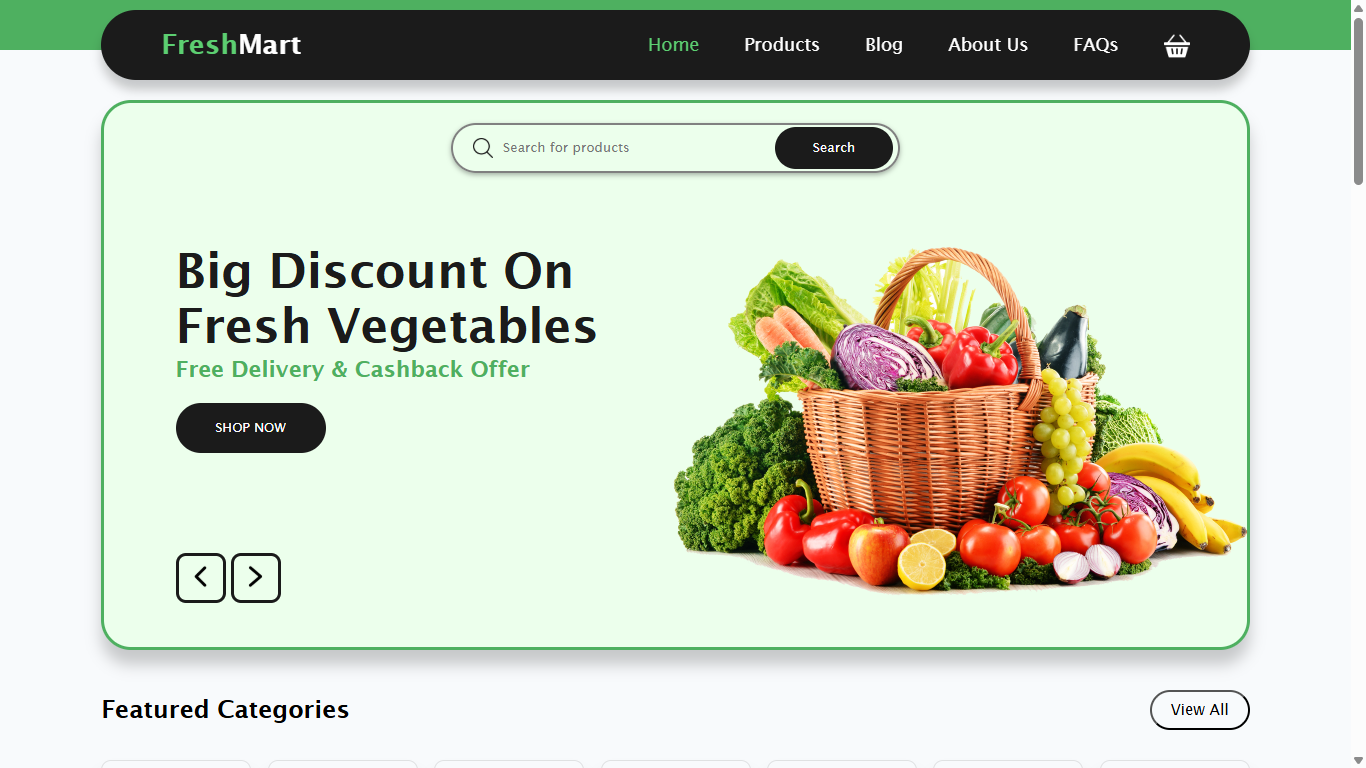 FreshMart
Home Products Blog About Us FAQs
Search for products
Search
Big Discount On
Fresh Vegetables
Free Delivery & Cashback Offer
SHOP NOW
Featured Categories
View All